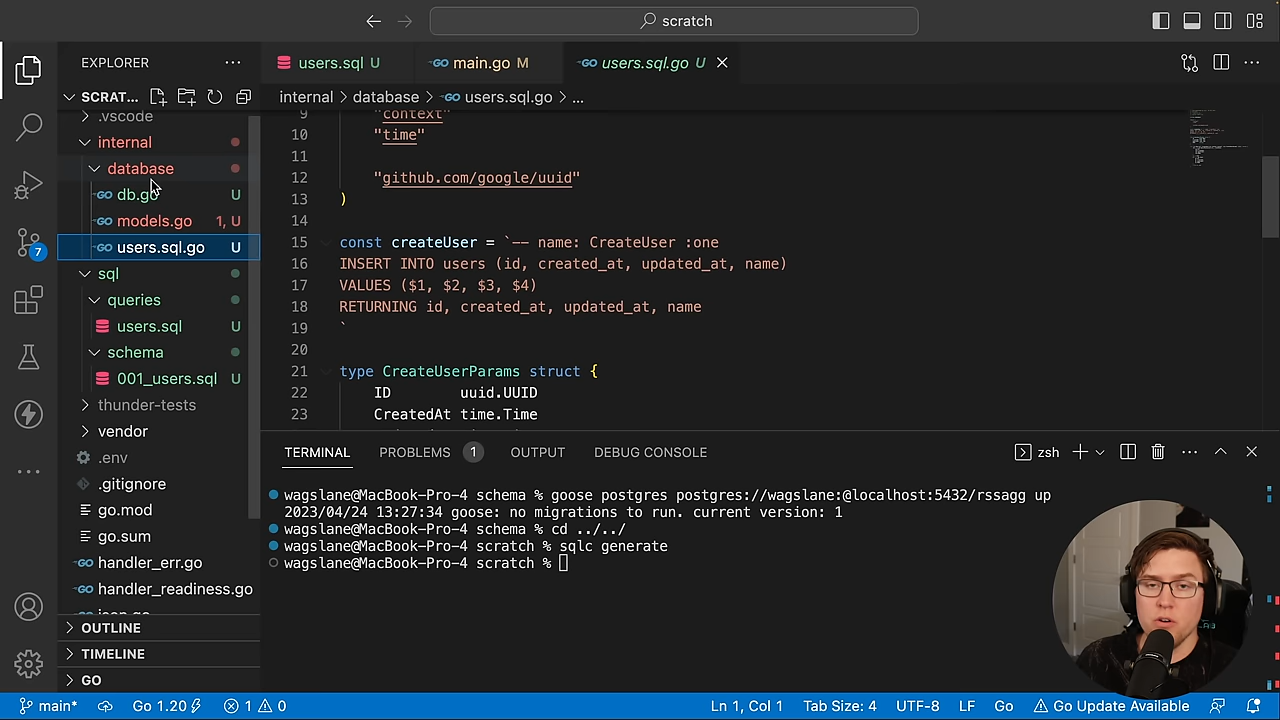 scratch
EXPLORER
SCRAT...
.vscode
internal
database
db.go U
models.go 1, U
users.sql.go U
sql
queries
users.sql U
schema
001_users.sql U
thunder-tests
vendor
.env
.gitignore
go.mod
go.sum
handler_err.go
handler_readiness.go
json.go
OUTLINE
TIMELINE
GO
7
users.sql U
main.go M
users.sql.go U
internal > database > users.sql.go > ...
9 "context"
10 "time"
11
12 "github.com/google/uuid"
13 )
14
15 const createUser = `-- name: CreateUser :one
16 INSERT INTO users (id, created_at, updated_at, name)
17 VALUES ($1, $2, $3, $4)
18 RETURNING id, created_at, updated_at, name
19 `
20
21 type CreateUserParams struct {
22 ID uuid.UUID
23 CreatedAt time.Time
TERMINAL PROBLEMS 1 OUTPUT DEBUG CONSOLE zsh
wagslane@MacBook-Pro-4 schema % goose postgres postgres://wagslane:@localhost:5432/rssagg up
2023/04/24 13:27:34 goose: no migrations to run. current version: 1
wagslane@MacBook-Pro-4 schema % cd ../../
wagslane@MacBook-Pro-4 scratch % sqlc generate
wagslane@MacBook-Pro-4 scratch %
main* Go 1.20 1 0 Ln 1, Col 1 Tab Size: 4 UTF-8 LF Go Go Update Available